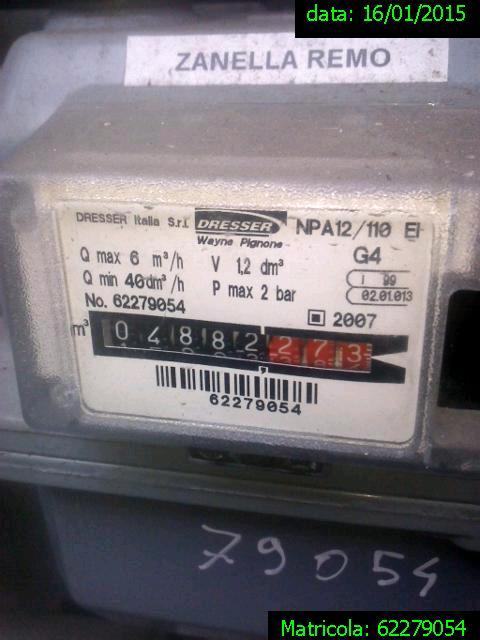 data: 16/01/2015
ZANELLA REMO
DRESSER Italia S.r.l. DRESSER NPA12/110 EI
Wayne Pignone
Q max 6 m³/h V 1,2 dm³ G4
Q min 40dm³/h P max 2 bar I 99
02.01.013
No. 62279054 2007
m³ 04882,273
62279054
79054
Matricola: 62279054